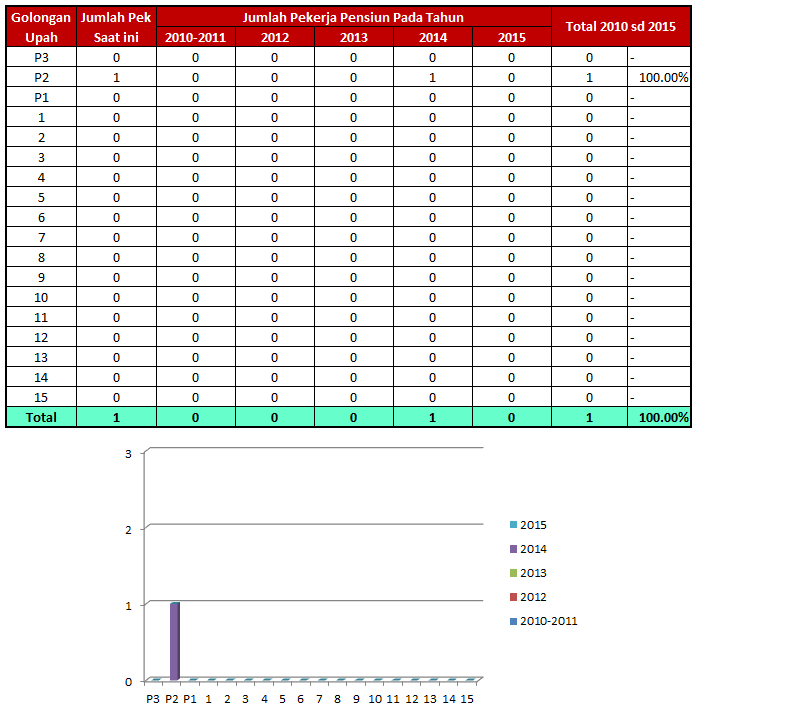 Golongan Upah Jumlah Pek Saat ini Jumlah Pekerja Pensiun Pada Tahun Total 2010 sd 2015
2010-2011 2012 2013 2014 2015
P3 0 0 0 0 0 0 0 -
P2 1 0 0 0 1 0 1 100.00%
P1 0 0 0 0 0 0 0 -
1 0 0 0 0 0 0 0 -
2 0 0 0 0 0 0 0 -
3 0 0 0 0 0 0 0 -
4 0 0 0 0 0 0 0 -
5 0 0 0 0 0 0 0 -
6 0 0 0 0 0 0 0 -
7 0 0 0 0 0 0 0 -
8 0 0 0 0 0 0 0 -
9 0 0 0 0 0 0 0 -
10 0 0 0 0 0 0 0 -
11 0 0 0 0 0 0 0 -
12 0 0 0 0 0 0 0 -
13 0 0 0 0 0 0 0 -
14 0 0 0 0 0 0 0 -
15 0 0 0 0 0 0 0 -
Total 1 0 0 0 1 0 1 100.00%
3
2
1
0
P3 P2 P1 1 2 3 4 5 6 7 8 9 10 11 12 13 14 15
2015
2014
2013
2012
2010-2011